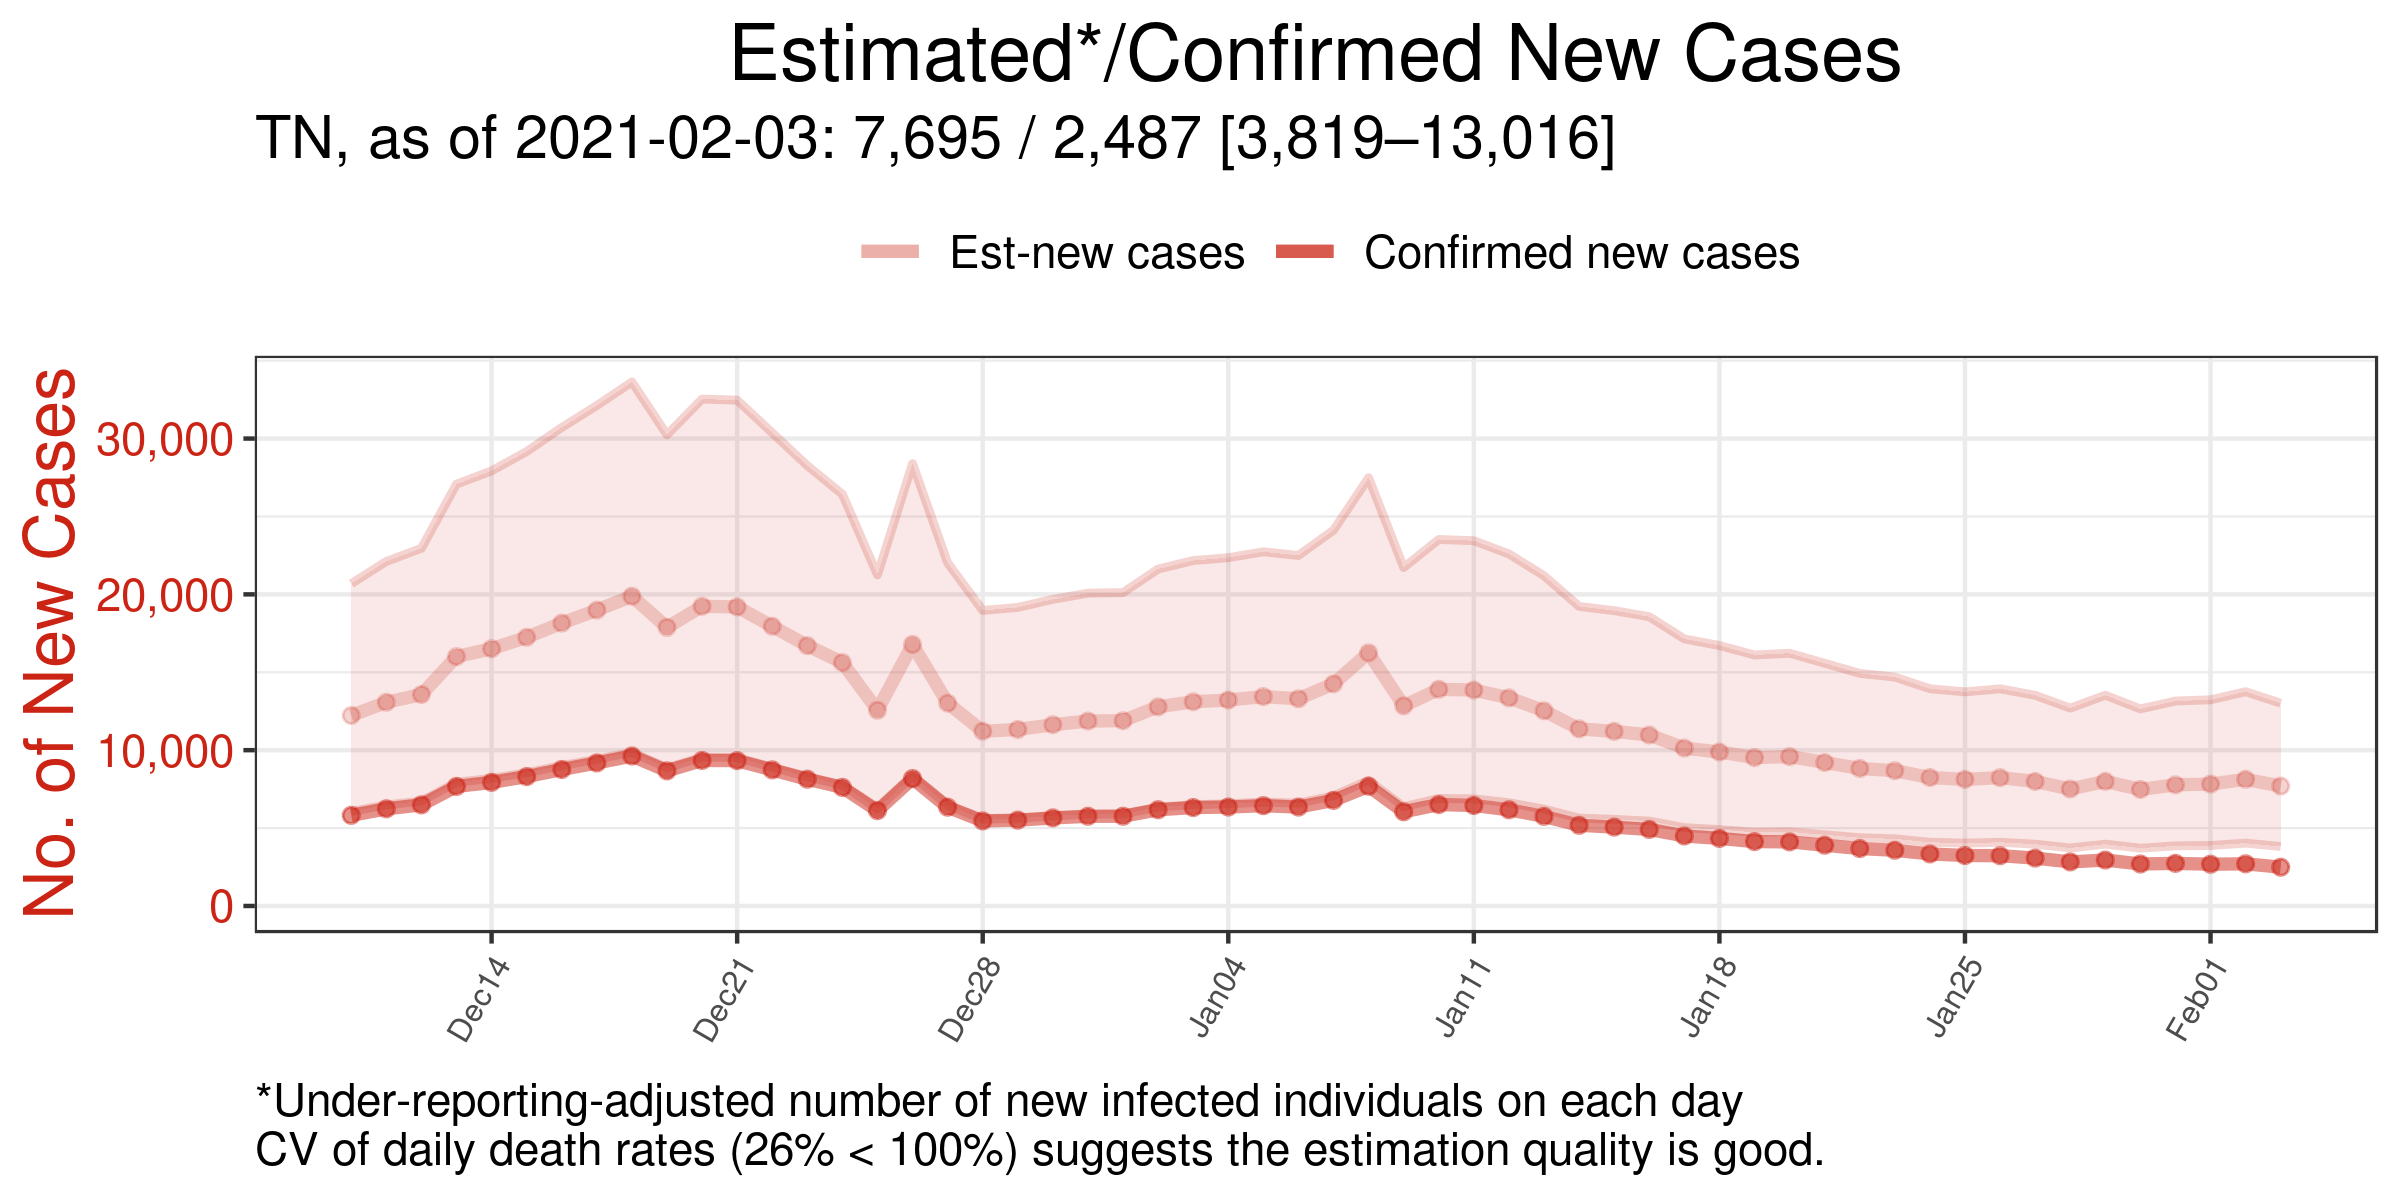 Estimated*/Confirmed New Cases
TN, as of 2021-02-03: 7,695 / 2,487 [3,819–13,016]
Est-new cases
Confirmed new cases
No. of New Cases
30,000
20,000
10,000
0
Dec14
Dec21
Dec28
Jan04
Jan11
Jan18
Jan25
Feb01
*Under-reporting-adjusted number of new infected individuals on each day
CV of daily death rates (26% < 100%) suggests the estimation quality is good.